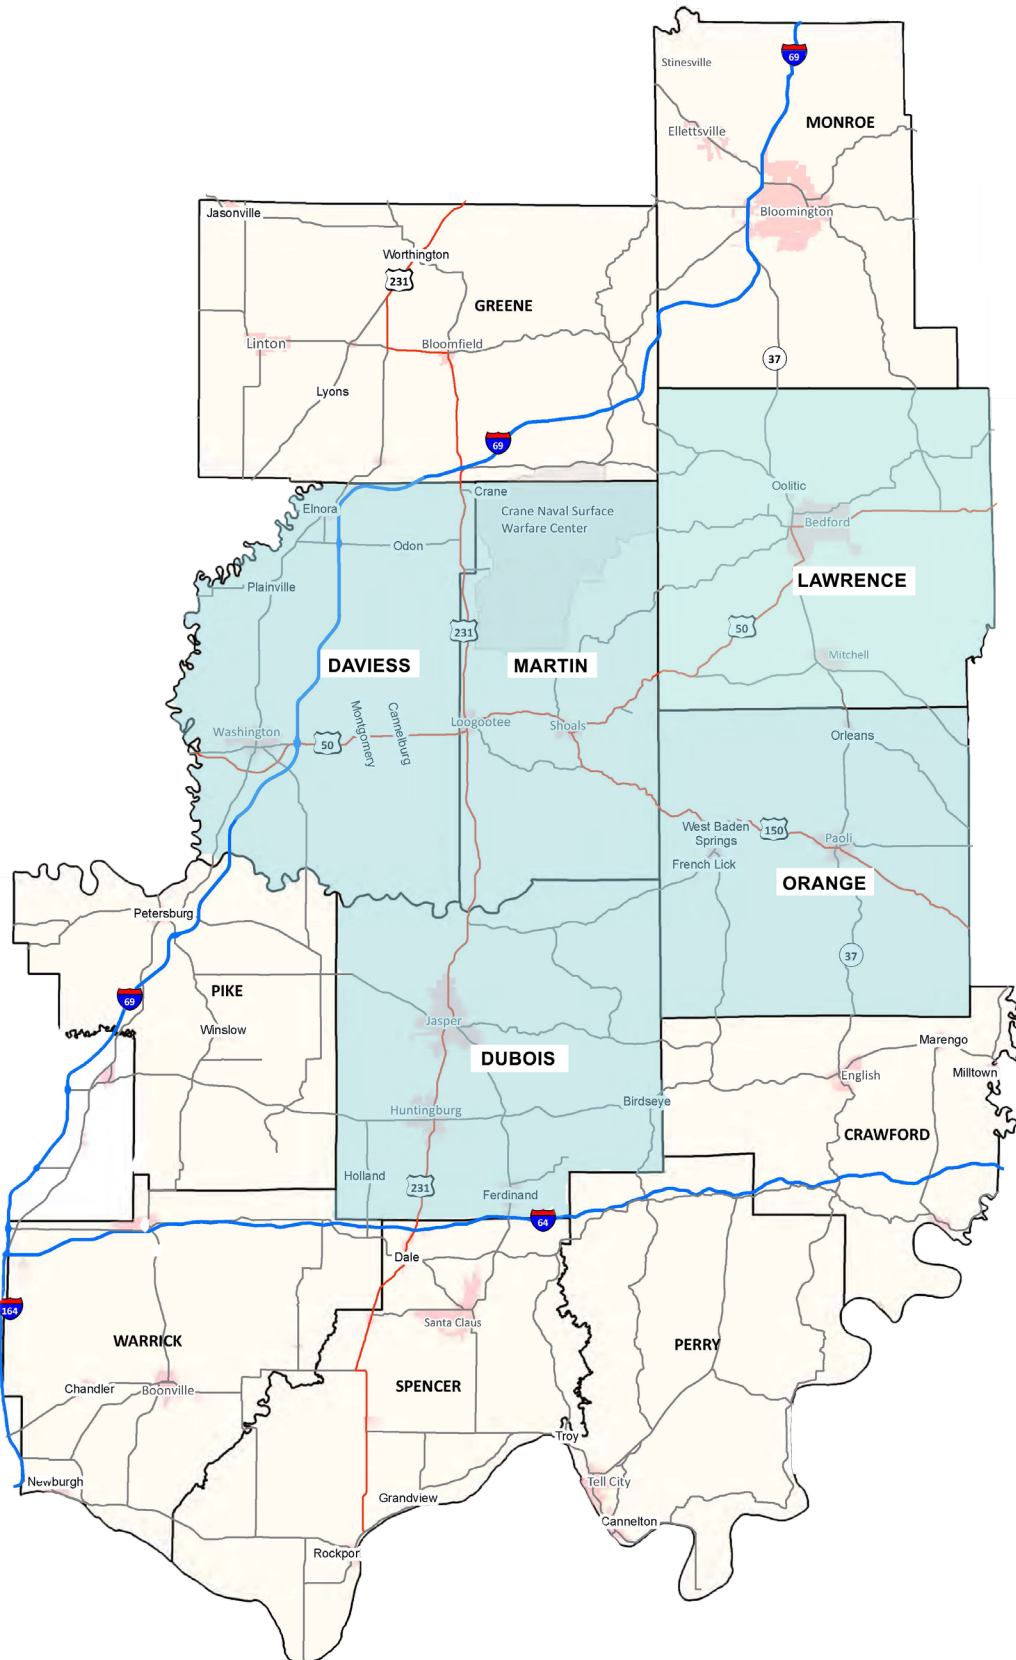 69
Stinesville
MONROE
Ellettsville
Bloomington
Jasonville
Worthington
231
GREENE
Linton
Bloomfield
37
Lyons
69
Oolitic
Crane
Elnora
Crane Naval Surface
Warfare Center
Bedford
Odon
LAWRENCE
Plainville
50
231
Mitchell
DAVIESS
MARTIN
Montgomery
Cannelburg
Loogootee
Shoals
Washington
50
Orleans
West Baden
Springs
150
Paoli
French Lick
ORANGE
Petersburg
37
69
PIKE
Jasper
Winslow
Marengo
DUBOIS
English
Milltown
Huntingburg
Birdseye
CRAWFORD
Holland
231
Ferdinand
64
Dale
164
Santa Claus
WARRICK
PERRY
SPENCER
Chandler
Boonville
Troy
Newburgh
Tell City
Grandview
Cannelton
Rockpor